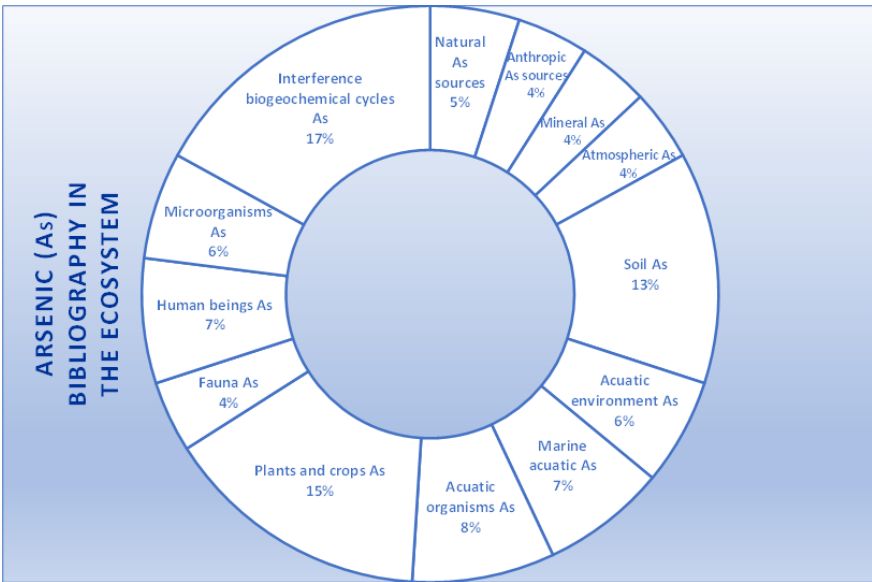 ARSENIC (As)
BIBLIOGRAPHY IN
THE ECOSYSTEM
Natural
As
sources
5%
Anthropic
As sources
4%
Mineral As
4%
Atmospheric As
4%
Soil As
13%
Acuatic
environment As
6%
Marine
acuatic As
7%
Acuatic
organisms As
8%
Plants and crops As
15%
Fauna As
4%
Human beings As
7%
Microorganisms
As
6%
Interference
biogeochemical cycles
As
17%